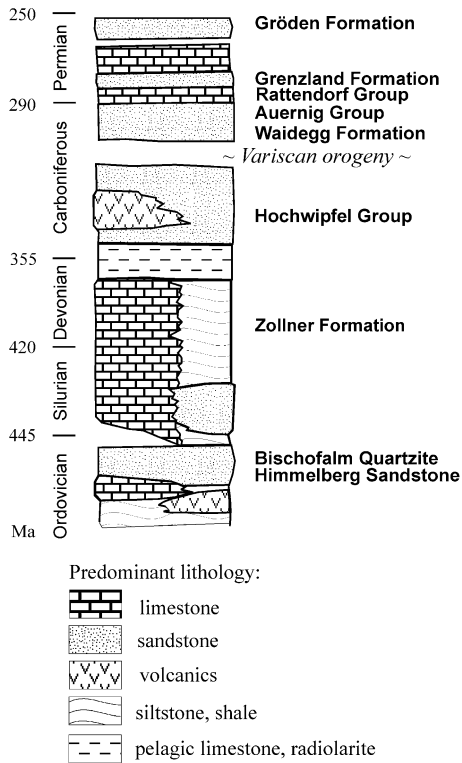 250
Gröden Formation
Permian
Grenzland Formation
Rattendorf Group
290
Auernig Group
Waidegg Formation
~ Variscan orogeny ~
Carboniferous
Hochwipfel Group
355
Devonian
Zollner Formation
420
Silurian
445
Bischofalm Quartzite
Himmelberg Sandstone
Ordovician
Ma
Predominant lithology:
limestone
sandstone
volcanics
siltstone, shale
pelagic limestone, radiolarite